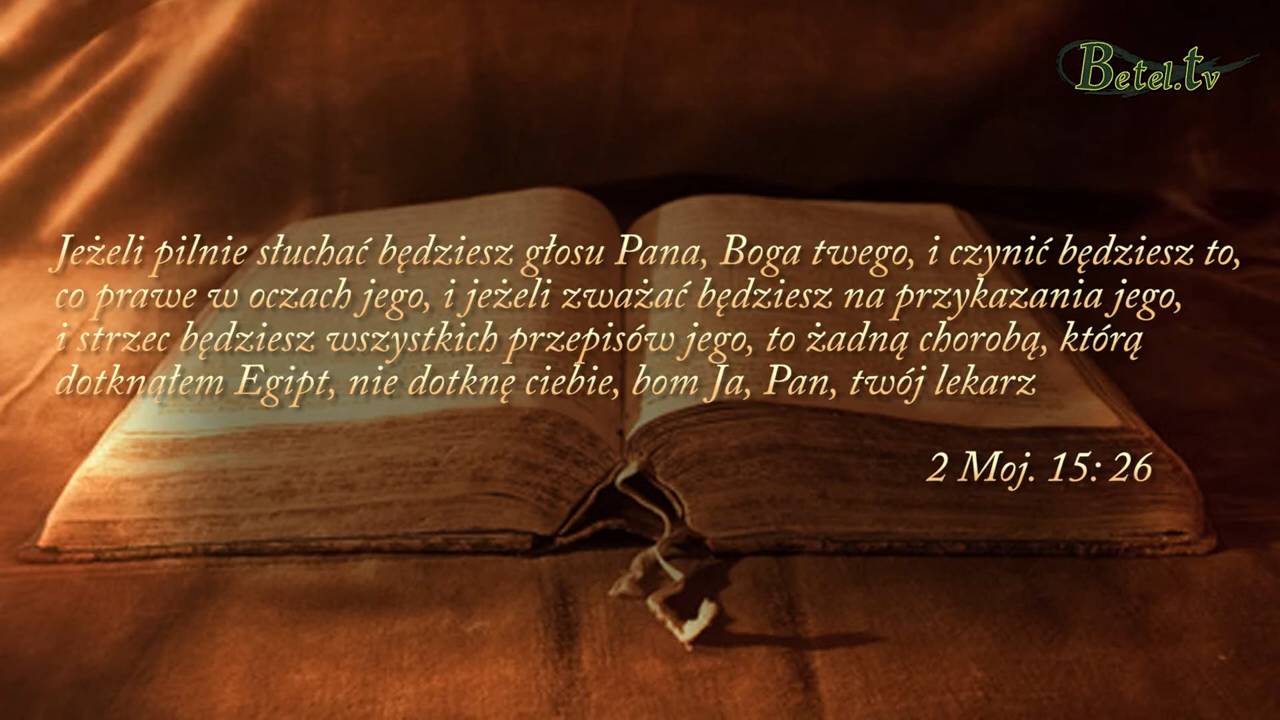 Betel.tv
Jeżeli pilnie słuchać będziesz głosu Pana, Boga twego, i czynić będziesz to,
co prawe w oczach jego, i jeżeli zważać będziesz na przykazania jego,
i strzec będziesz wszystkich przepisów jego, to żadną chorobą, którą
dotknąłem Egipt, nie dotknę ciebie, bom Ja, Pan, twój lekarz
2 Moj. 15: 26